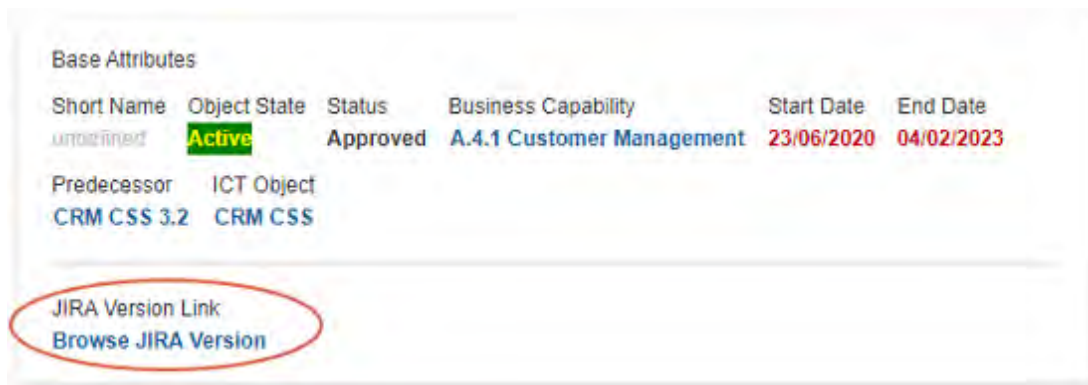 Base Attributes
Short Name Object State Status Business Capability Start Date End Date
undefined Active Approved A.4.1 Customer Management 23/06/2020 04/02/2023
Predecessor ICT Object
CRM CSS 3.2 CRM CSS
JIRA Version Link
Browse JIRA Version